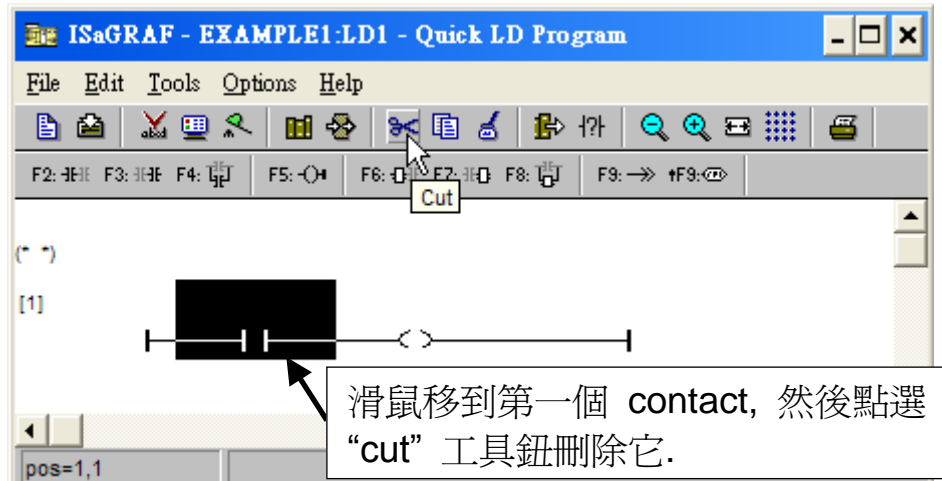 ISaGRAF - EXAMPLE1:LD1 - Quick LD Program
File Edit Tools Options Help
F2: F3: F4: F5: F6: F7: F8: F9: F9:
Cut
(* *)
[1]
滑鼠移到第一個 contact, 然後點選
“cut” 工具鈕刪除它.
pos=1,1